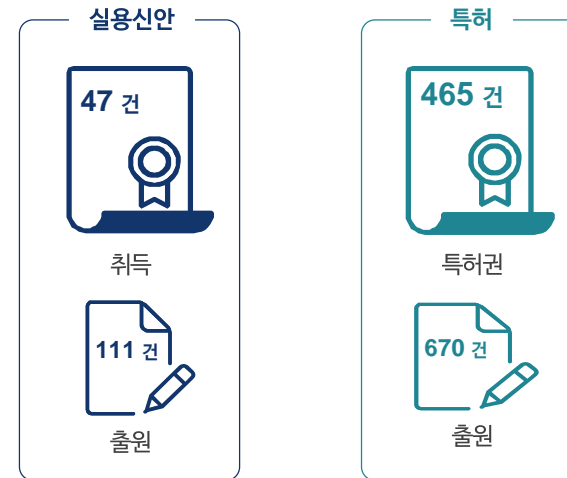 실용신안
47 건
취득
111 건
출원
특허
465 건
특허권
670 건
출원